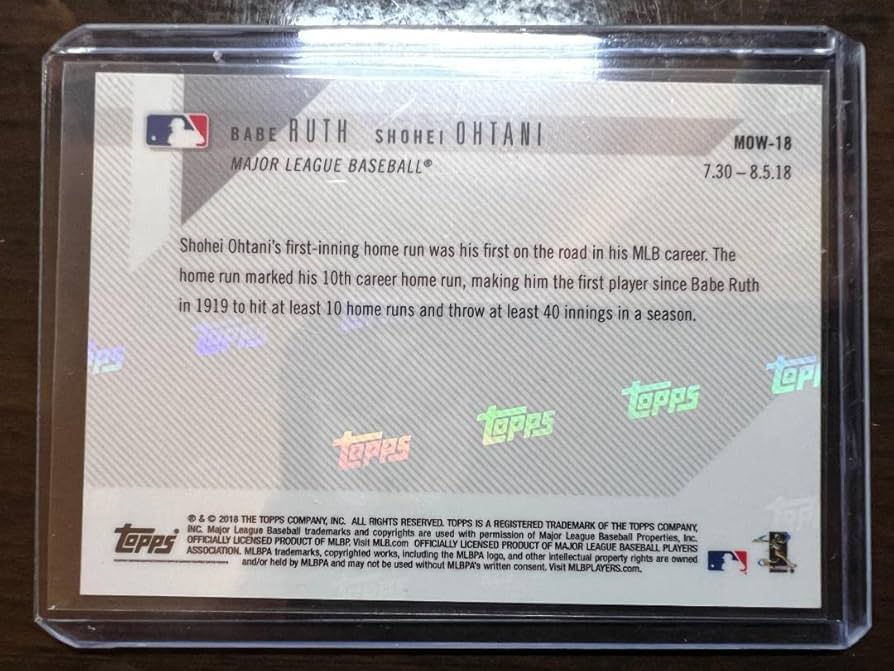 BABE RUTH SHOHEI OHTANI
MAJOR LEAGUE BASEBALL®
MOW-18
7.30 – 8.5.18
Shohei Ohtani's first-inning home run was his first on the road in his MLB career. The
home run marked his 10th career home run, making him the first player since Babe Ruth
in 1919 to hit at least 10 home runs and throw at least 40 innings in a season.
Topps
Topps
Topps
Topps
Topps
® & © 2018 THE TOPPS COMPANY, INC. ALL RIGHTS RESERVED. TOPPS IS A REGISTERED TRADEMARK OF THE TOPPS COMPANY,
INC. Major League Baseball trademarks and copyrights are used with permission of Major League Baseball Properties, Inc.
OFFICIALLY LICENSED PRODUCT OF MLBP. Visit MLB.com OFFICIALLY LICENSED PRODUCT OF MAJOR LEAGUE BASEBALL PLAYERS
ASSOCIATION. MLBPA trademarks, copyrighted works, including the MLBPA logo, and other intellectual property rights are owned
and/or held by MLBPA and may not be used without MLBPA's written consent. Visit MLBPLAYERS.com.